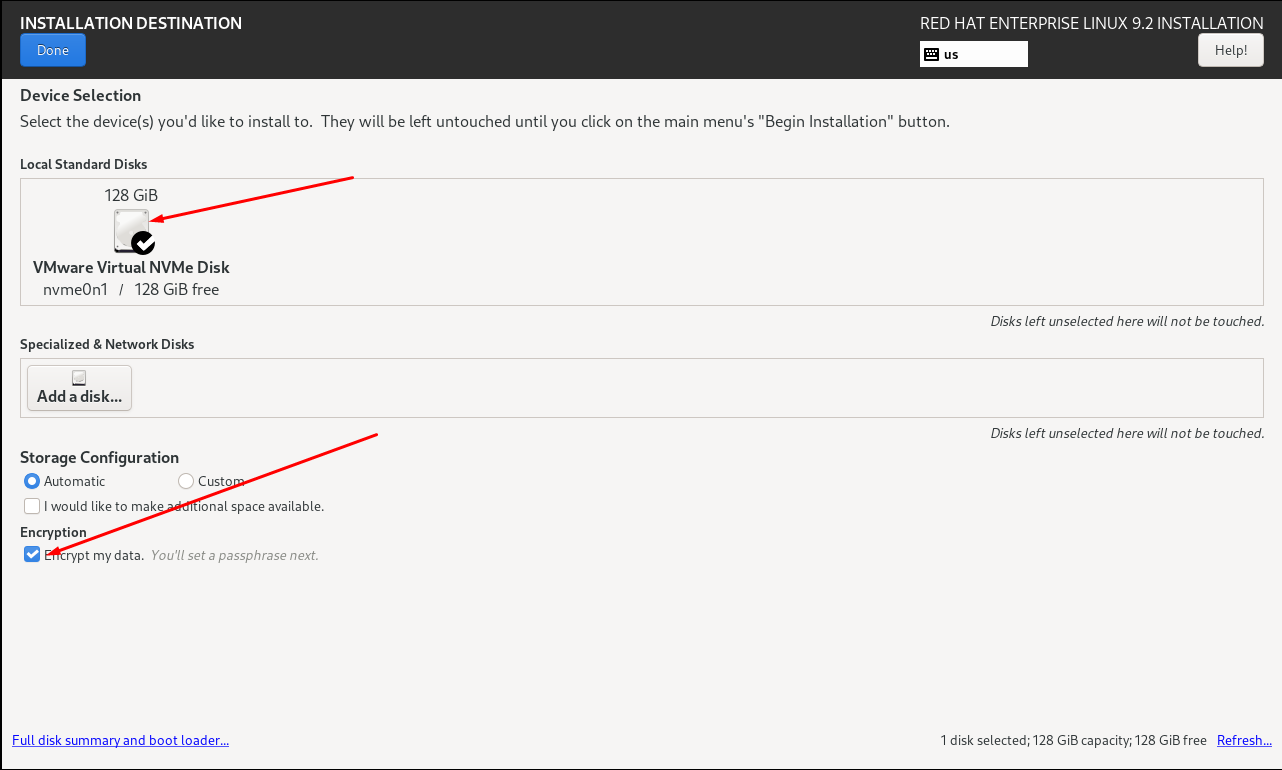 INSTALLATION DESTINATION
RED HAT ENTERPRISE LINUX 9.2 INSTALLATION
Done
us
Help!
Device Selection
Select the device(s) you'd like to install to.  They will be left untouched until you click on the main menu's "Begin Installation" button.
Local Standard Disks
128 GiB
VMware Virtual NVMe Disk
nvme0n1 / 128 GiB free
Disks left unselected here will not be touched.
Specialized & Network Disks
Add a disk...
Disks left unselected here will not be touched.
Storage Configuration
Automatic
Custom
I would like to make additional space available.
Encryption
Encrypt my data. You'll set a passphrase next.
Full disk summary and boot loader...
1 disk selected; 128 GiB capacity; 128 GiB free Refresh...